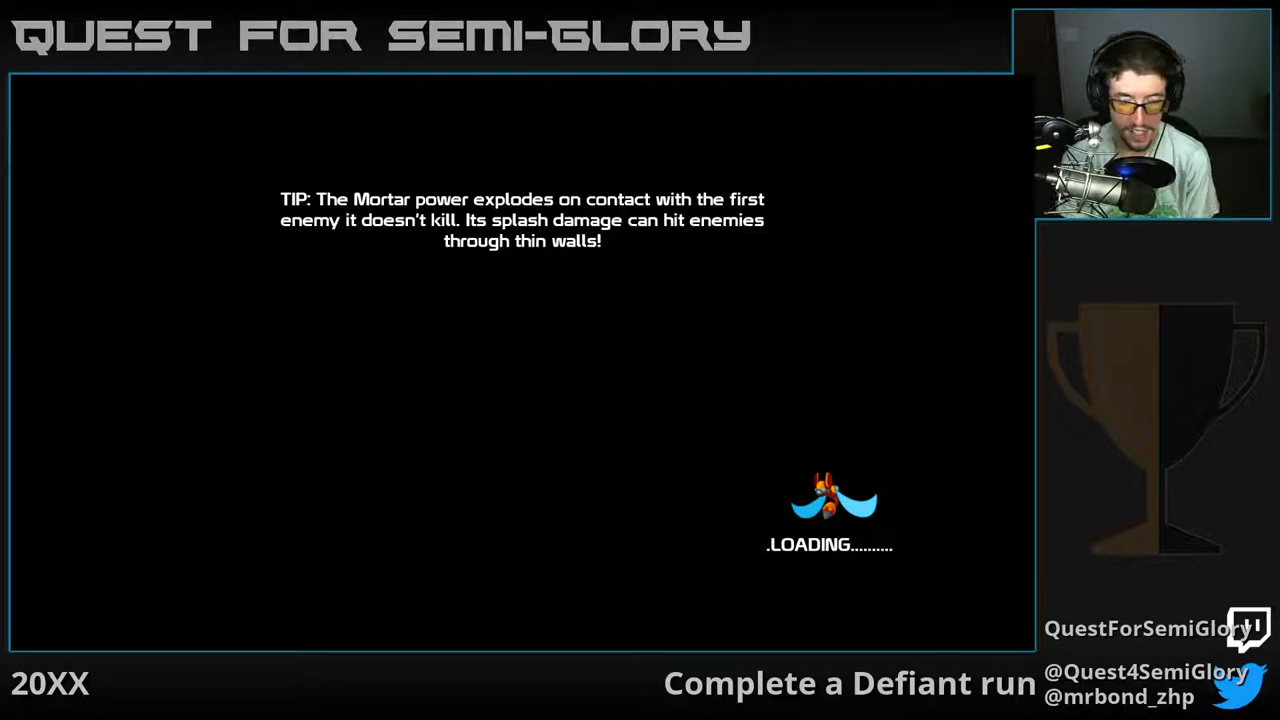 QUEST FOR SEMI-GLORY
TIP: The Mortar power explodes on contact with the first
enemy it doesn't kill. Its splash damage can hit enemies
through thin walls!
.LOADING..........
QuestForSemiGlory
@Quest4SemiGlory
@mrbond_zhp
20XX
Complete a Defiant run